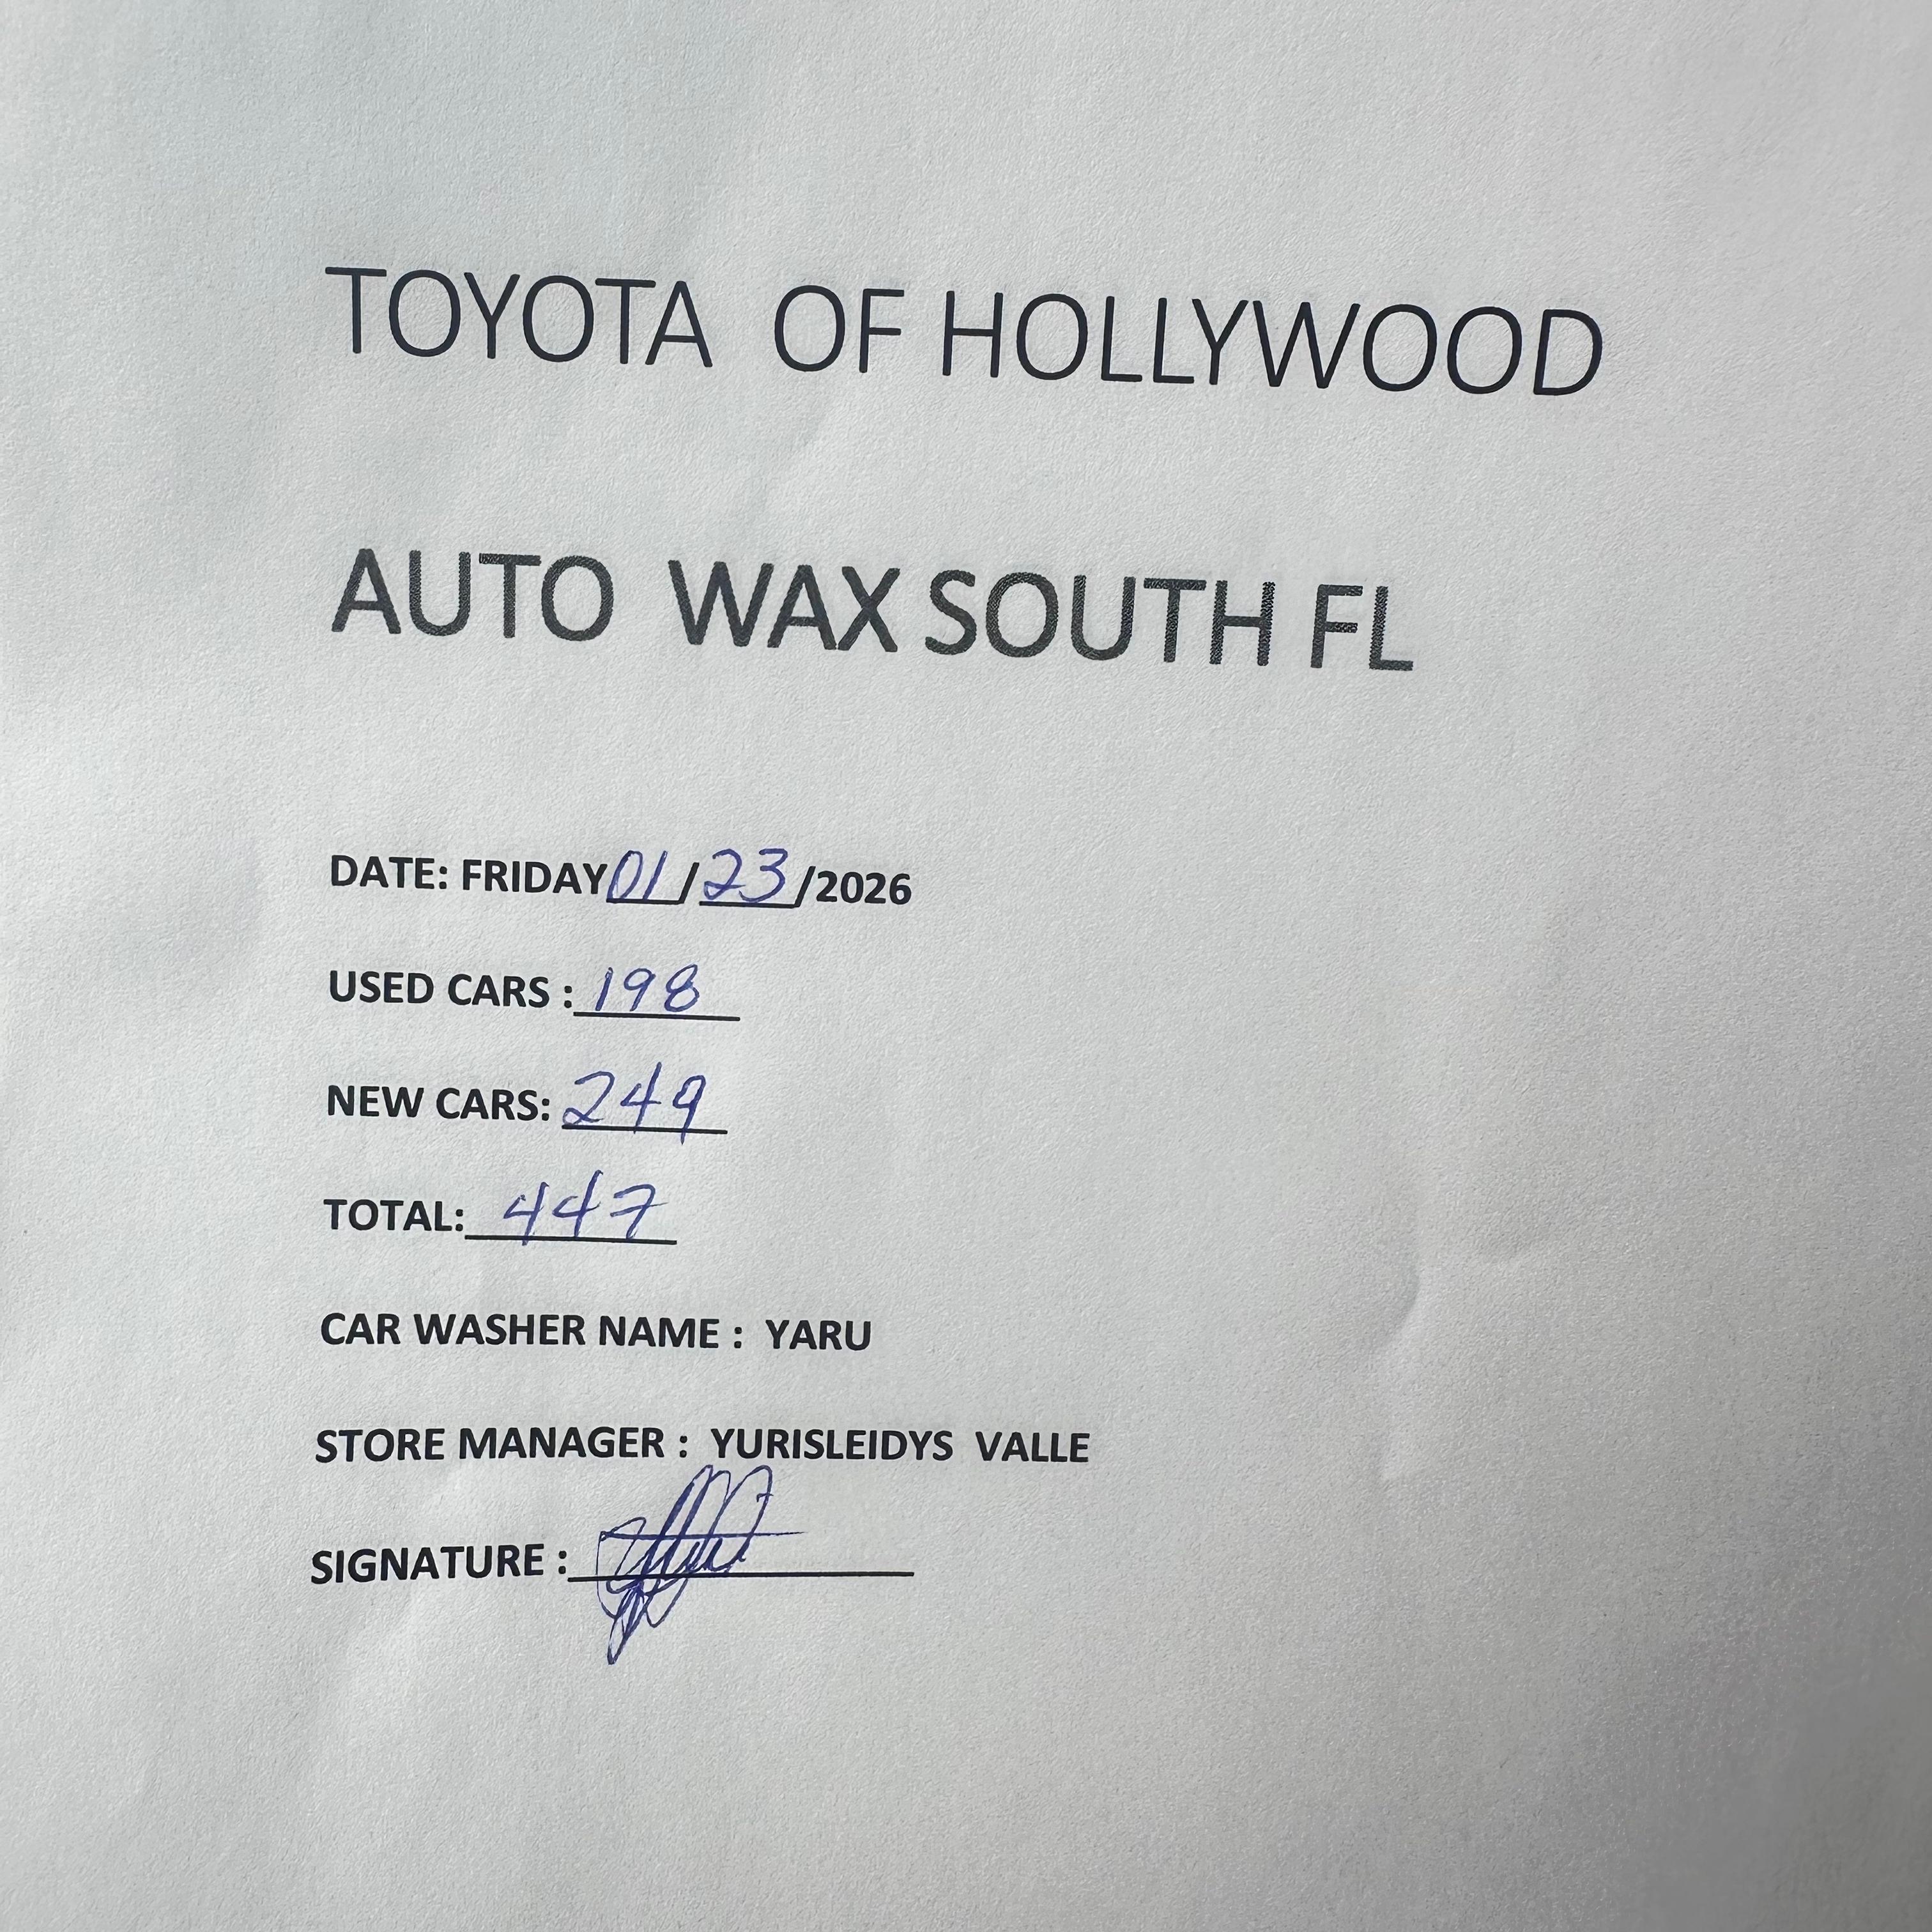 TOYOTA OF HOLLYWOOD
AUTO WAX SOUTH FL
DATE: FRIDAY 01/23/2026
USED CARS : 198
NEW CARS: 249
TOTAL: 447
CAR WASHER NAME : YARU
STORE MANAGER : YURISLEIDYS VALLE
SIGNATURE :